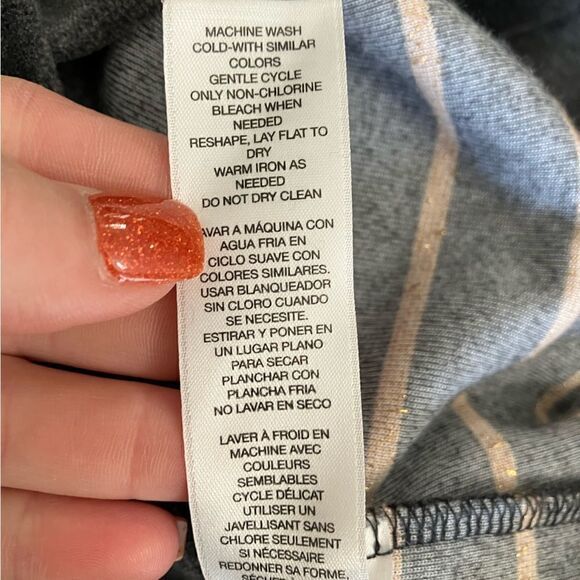 MACHINE WASH
COLD-WITH SIMILAR
COLORS
GENTLE CYCLE
ONLY NON-CHLORINE
BLEACH WHEN
NEEDED
RESHAPE, LAY FLAT TO
DRY
WARM IRON AS
NEEDED
DO NOT DRY CLEAN
AVAR A MÁQUINA CON
AGUA FRIA EN
CICLO SUAVE CON
COLORES SIMILARES.
USAR BLANQUEADOR
SIN CLORO CUANDO
SE NECESITE.
ESTIRAR Y PONER EN
UN LUGAR PLANO
PARA SECAR
PLANCHAR CON
PLANCHA FRIA
NO LAVAR EN SECO
LAVER À FROID EN
MACHINE AVEC
COULEURS
SEMBLABLES
CYCLE DÉLICAT
UTILISER UN
JAVELLISANT SANS
CHLORE SEULEMENT
SI NÉCESSAIRE
REDONNER SA FORME,